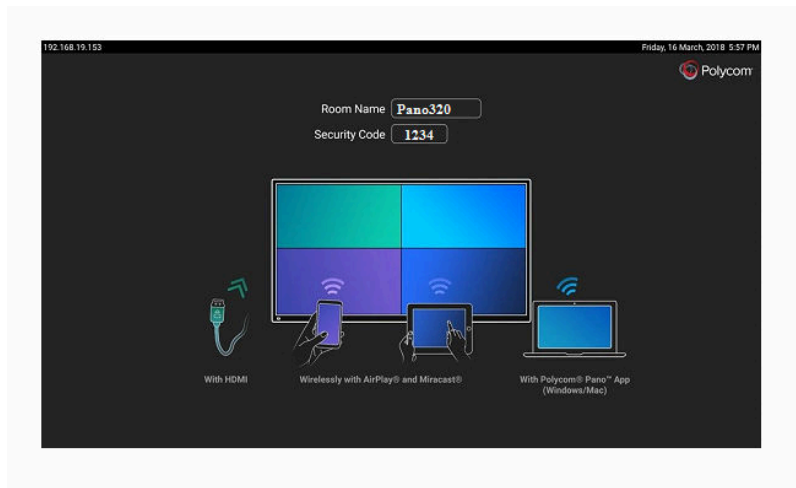 192.168.19.153
Friday, 16 March, 2018 5:57 PM
Polycom
Room Name Pano320
Security Code 1234
With HDMI
Wirelessly with AirPlay® and Miracast®
With Polycom® Pano™ App
(Windows/Mac)